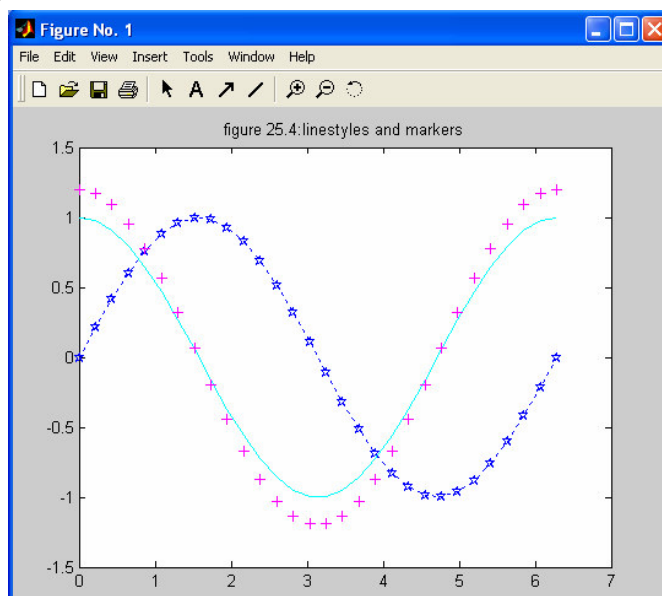 Figure No. 1
File Edit View Insert Tools Window Help
A
figure 25.4:linestyles and markers
1.5
1
0.5
0
-0.5
-1
-1.5
0 1 2 3 4 5 6 7